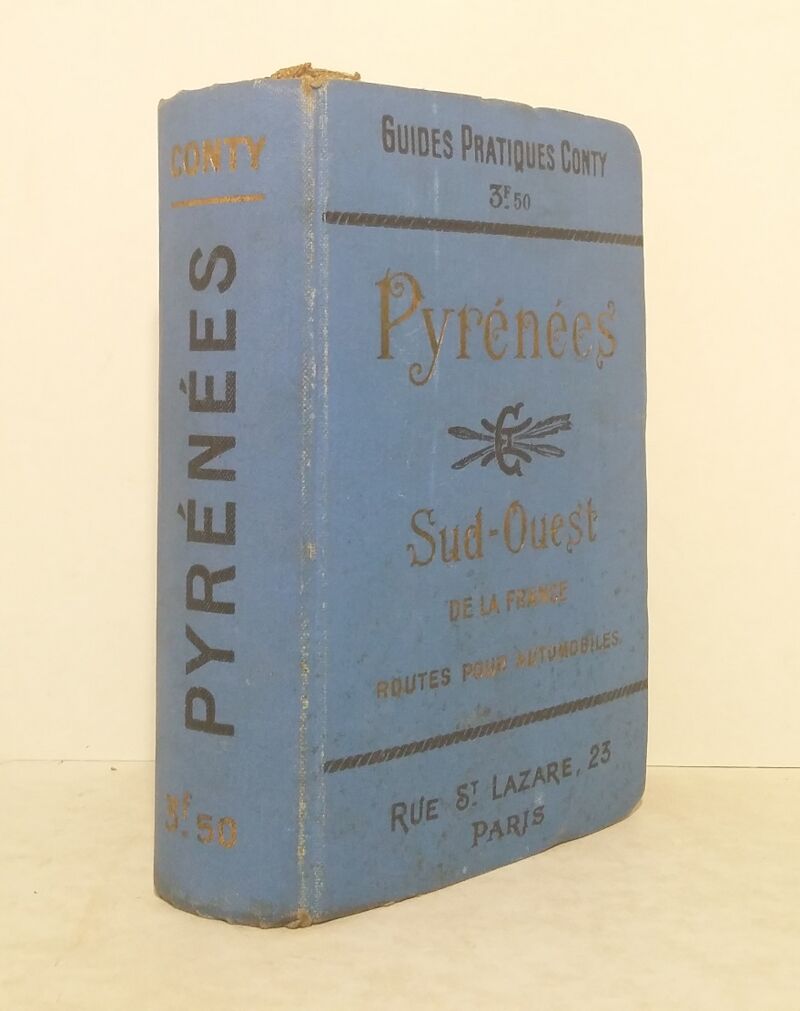 CONTY
PYRÉNÉES
3F. 50
GUIDES PRATIQUES CONTY
3F. 50
Pyrénées
Sud-Ouest
DE LA FRANCE
ROUTES POUR AUTOMOBILES
RUE ST LAZARE, 23
PARIS